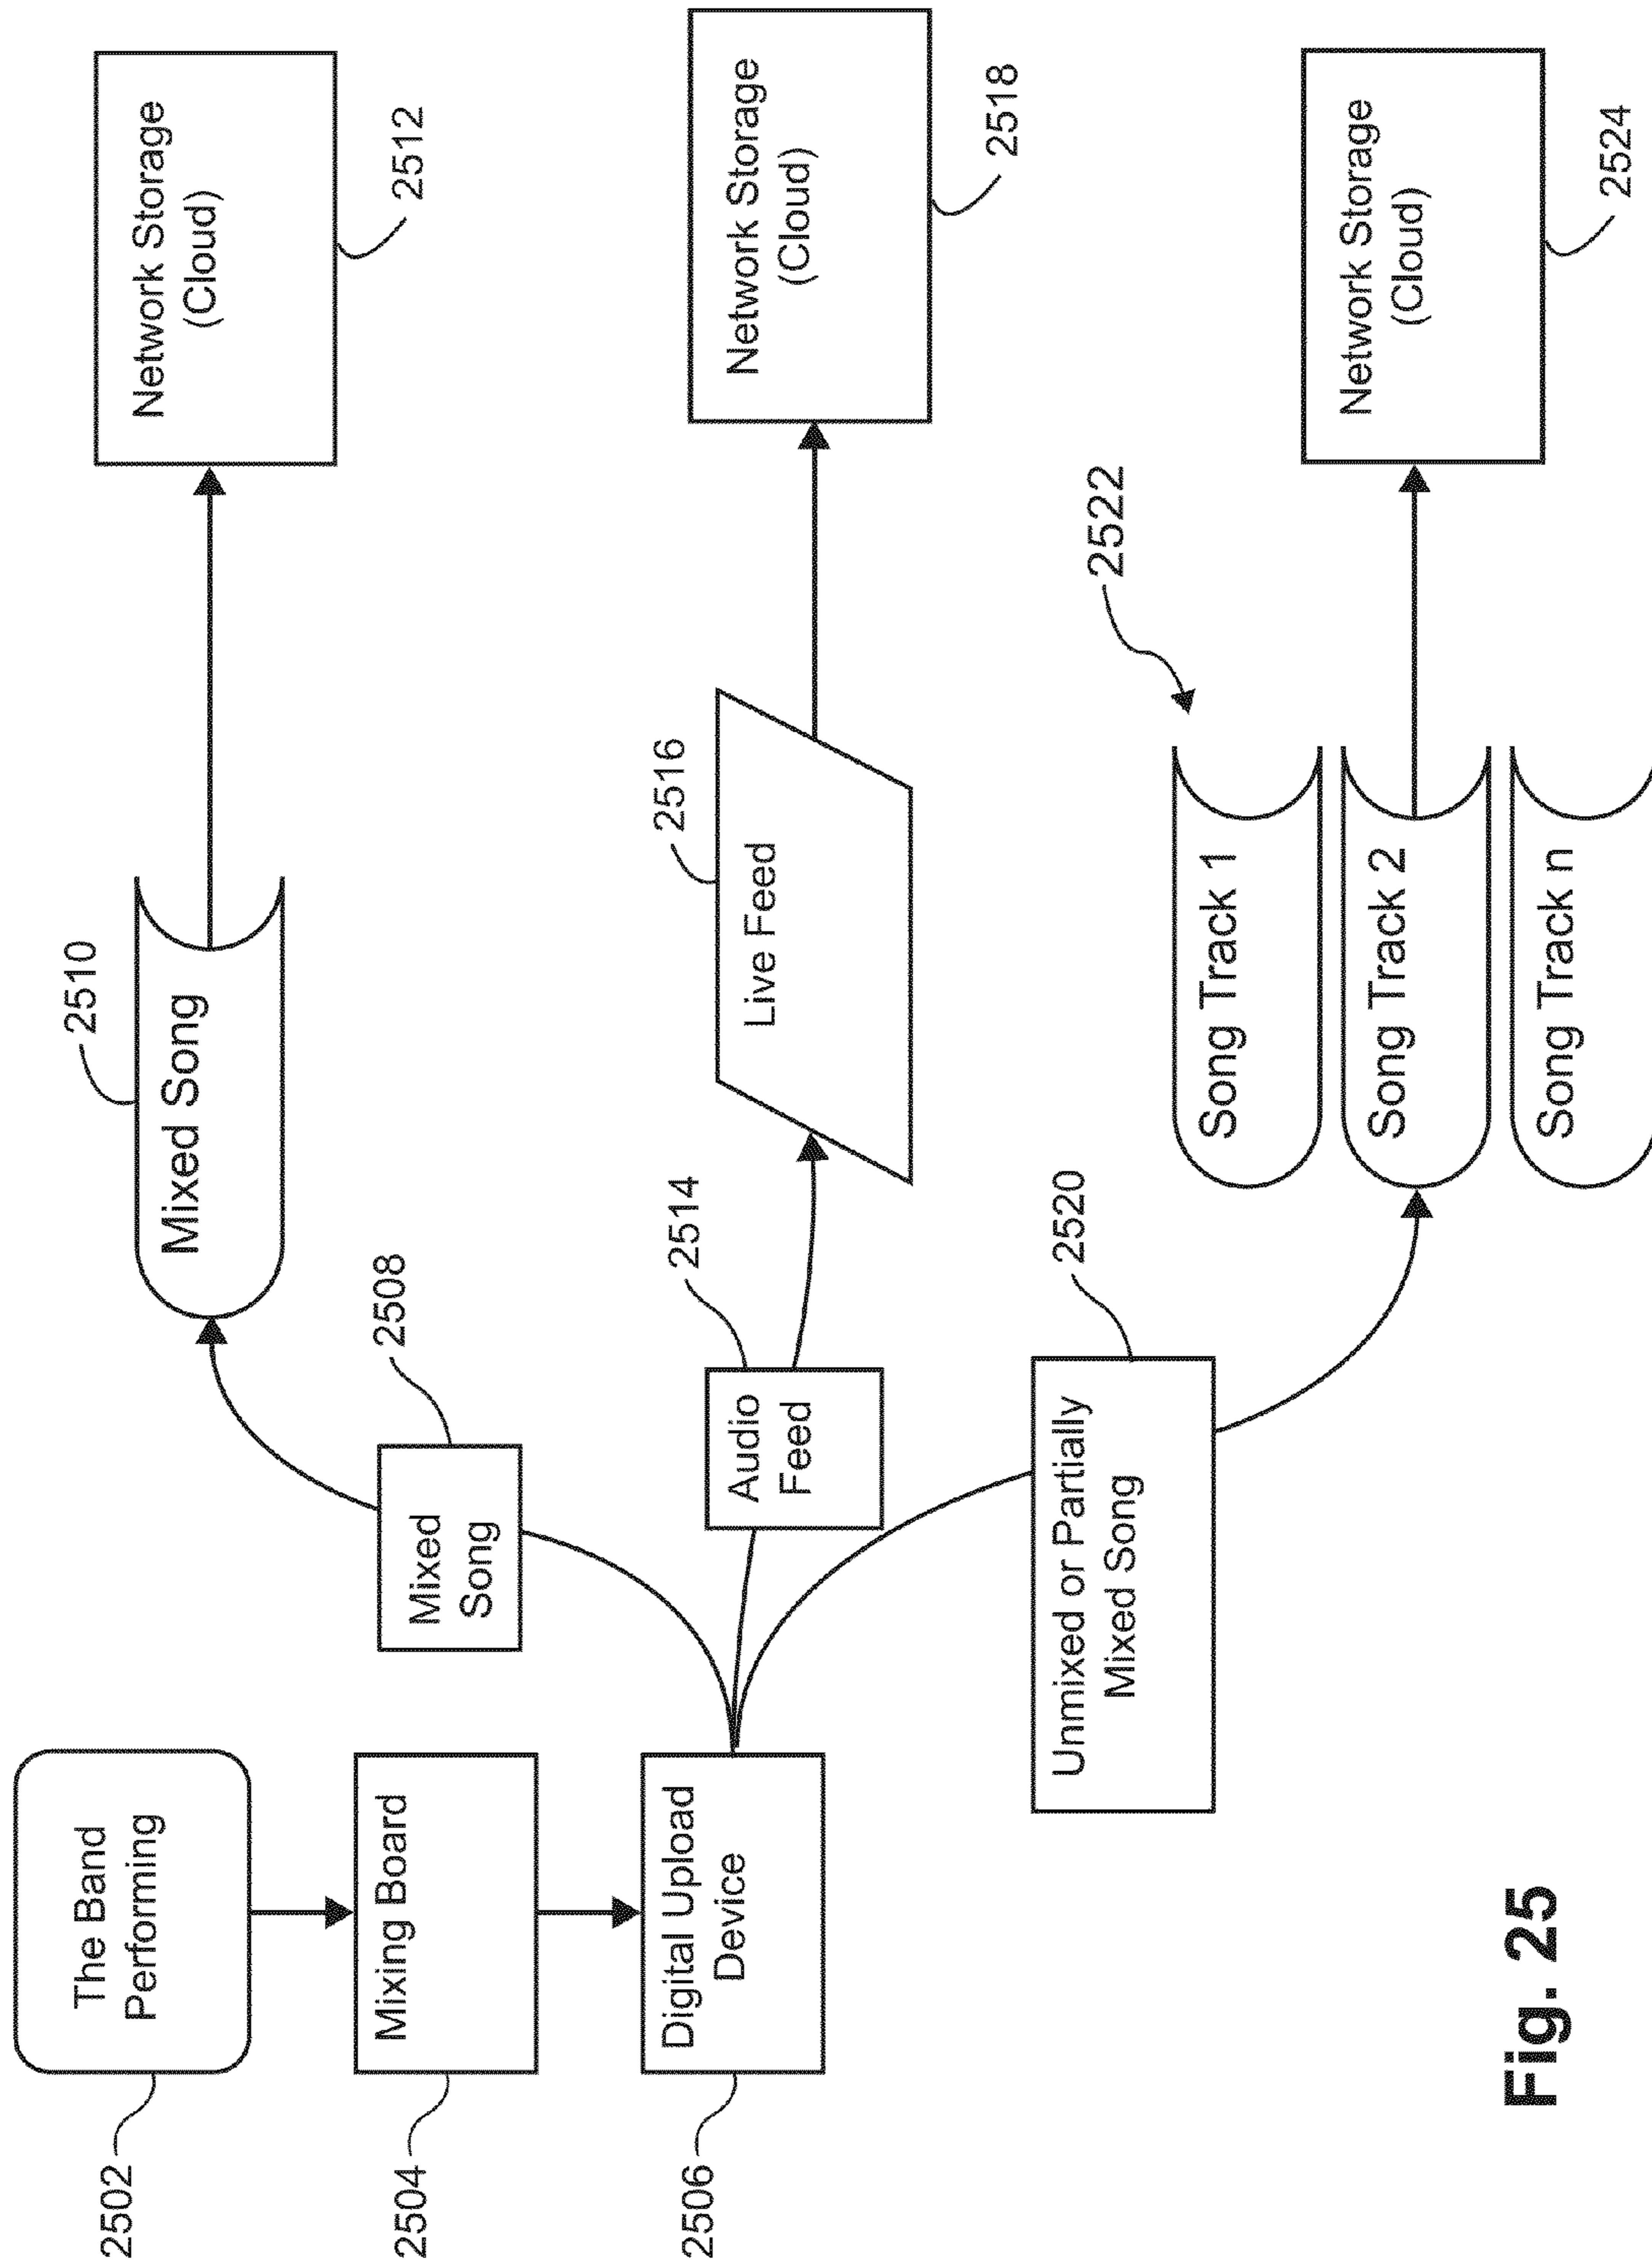 2502
The Band
Performing
2504
Mixing Board
2506
Digital Upload
Device
2508
Mixed
Song
2510
Mixed Song
2512
Network Storage
(Cloud)
2514
Audio
Feed
2516
Live Feed
2518
Network Storage
(Cloud)
2520
Unmixed or Partially
Mixed Song
2522
Song Track 1
Song Track 2
Song Track n
2524
Network Storage
(Cloud)
Fig. 25